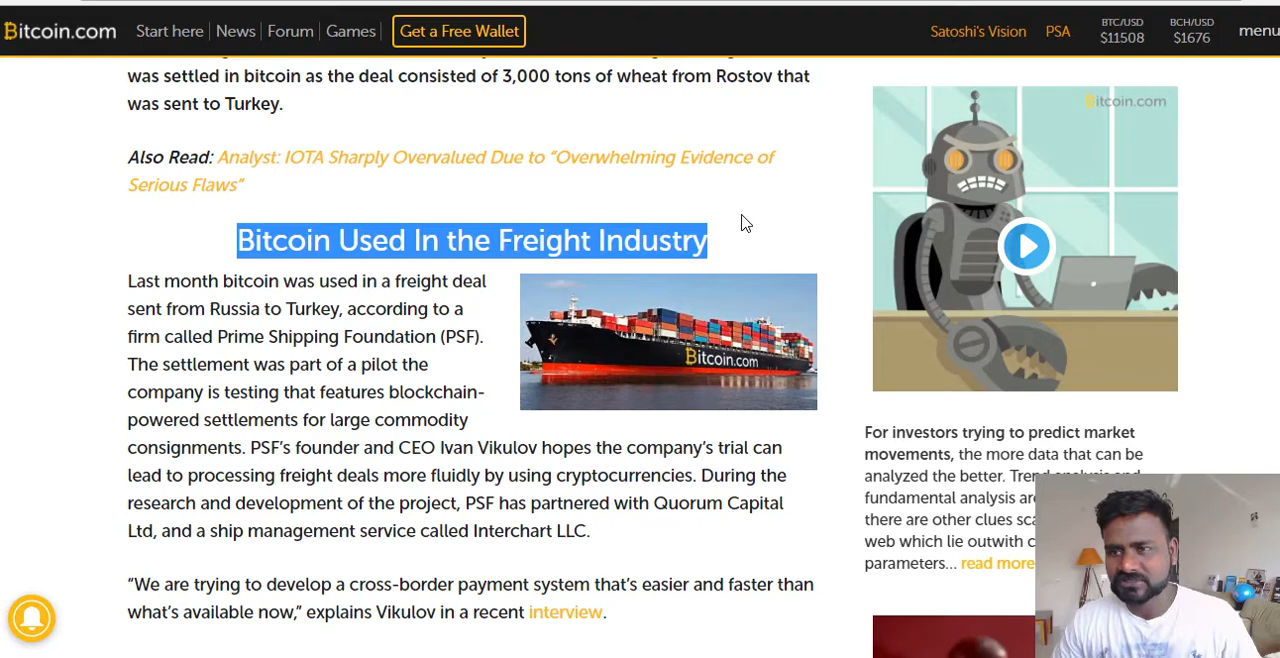 Bitcoin.com
Start here
News
Forum
Games
Get a Free Wallet
Satoshi's Vision
PSA
BTC/USD
$11508
BCH/USD
$1676
menu
was settled in bitcoin as the deal consisted of 3,000 tons of wheat from Rostov that
was sent to Turkey.
Also Read: Analyst: IOTA Sharply Overvalued Due to “Overwhelming Evidence of
Serious Flaws”
Bitcoin Used In the Freight Industry
Last month bitcoin was used in a freight deal
sent from Russia to Turkey, according to a
firm called Prime Shipping Foundation (PSF).
The settlement was part of a pilot the
company is testing that features blockchain-
powered settlements for large commodity
consignments. PSF’s founder and CEO Ivan Vikulov hopes the company’s trial can
lead to processing freight deals more fluidly by using cryptocurrencies. During the
research and development of the project, PSF has partnered with Quorum Capital
Ltd, and a ship management service called Interchart LLC.
“We are trying to develop a cross-border payment system that’s easier and faster than
what’s available now,” explains Vikulov in a recent interview.
Bitcoin.com
Bitcoin.com
For investors trying to predict market
movements, the more data that can be
analyzed the better. Trend analysis and
fundamental analysis
there are other clues
web which lie outwith
parameters… read more